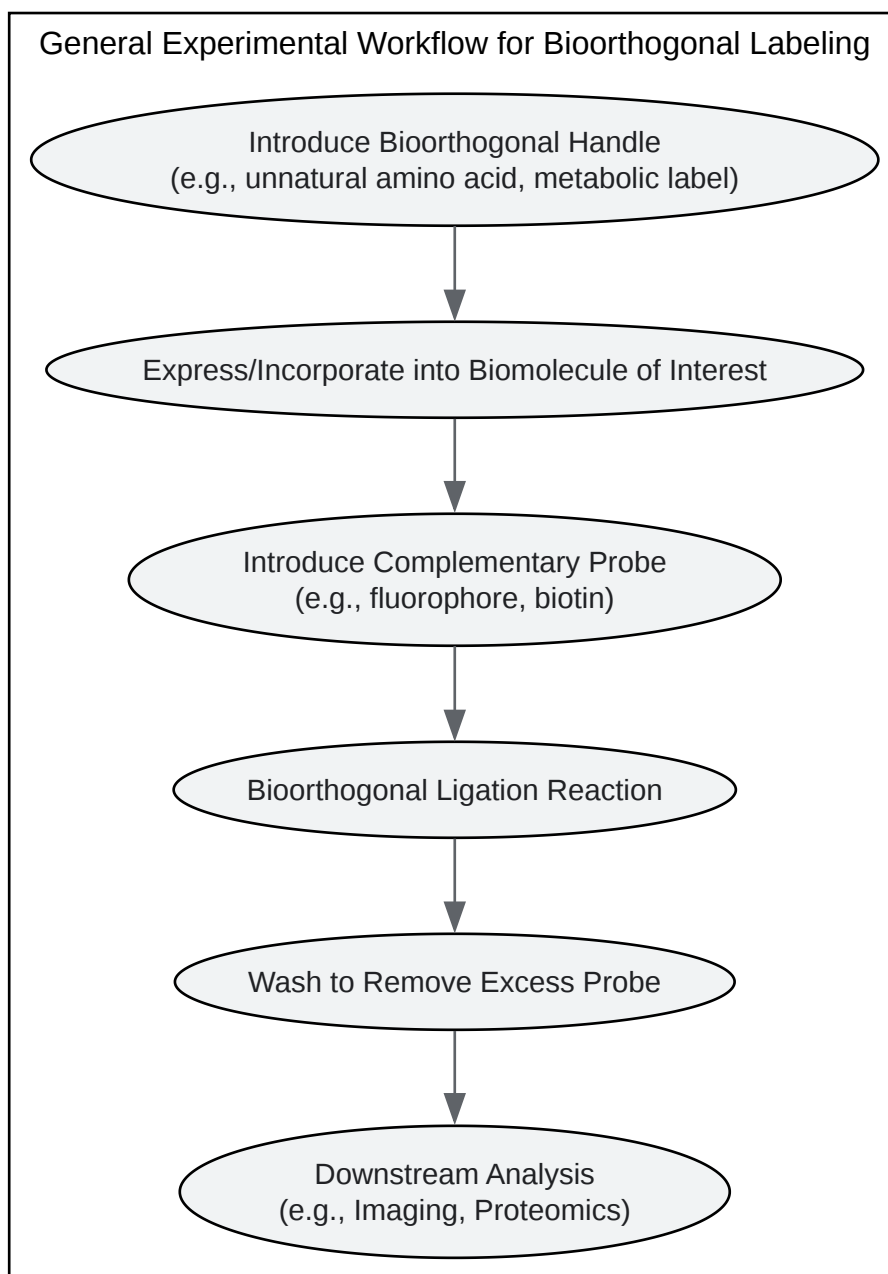 General Experimental Workflow for Bioorthogonal Labeling
Introduce Bioorthogonal Handle
(e.g., unnatural amino acid, metabolic label)
Express/Incorporate into Biomolecule of Interest
Introduce Complementary Probe
(e.g., fluorophore, biotin)
Bioorthogonal Ligation Reaction
Wash to Remove Excess Probe
Downstream Analysis
(e.g., Imaging, Proteomics)